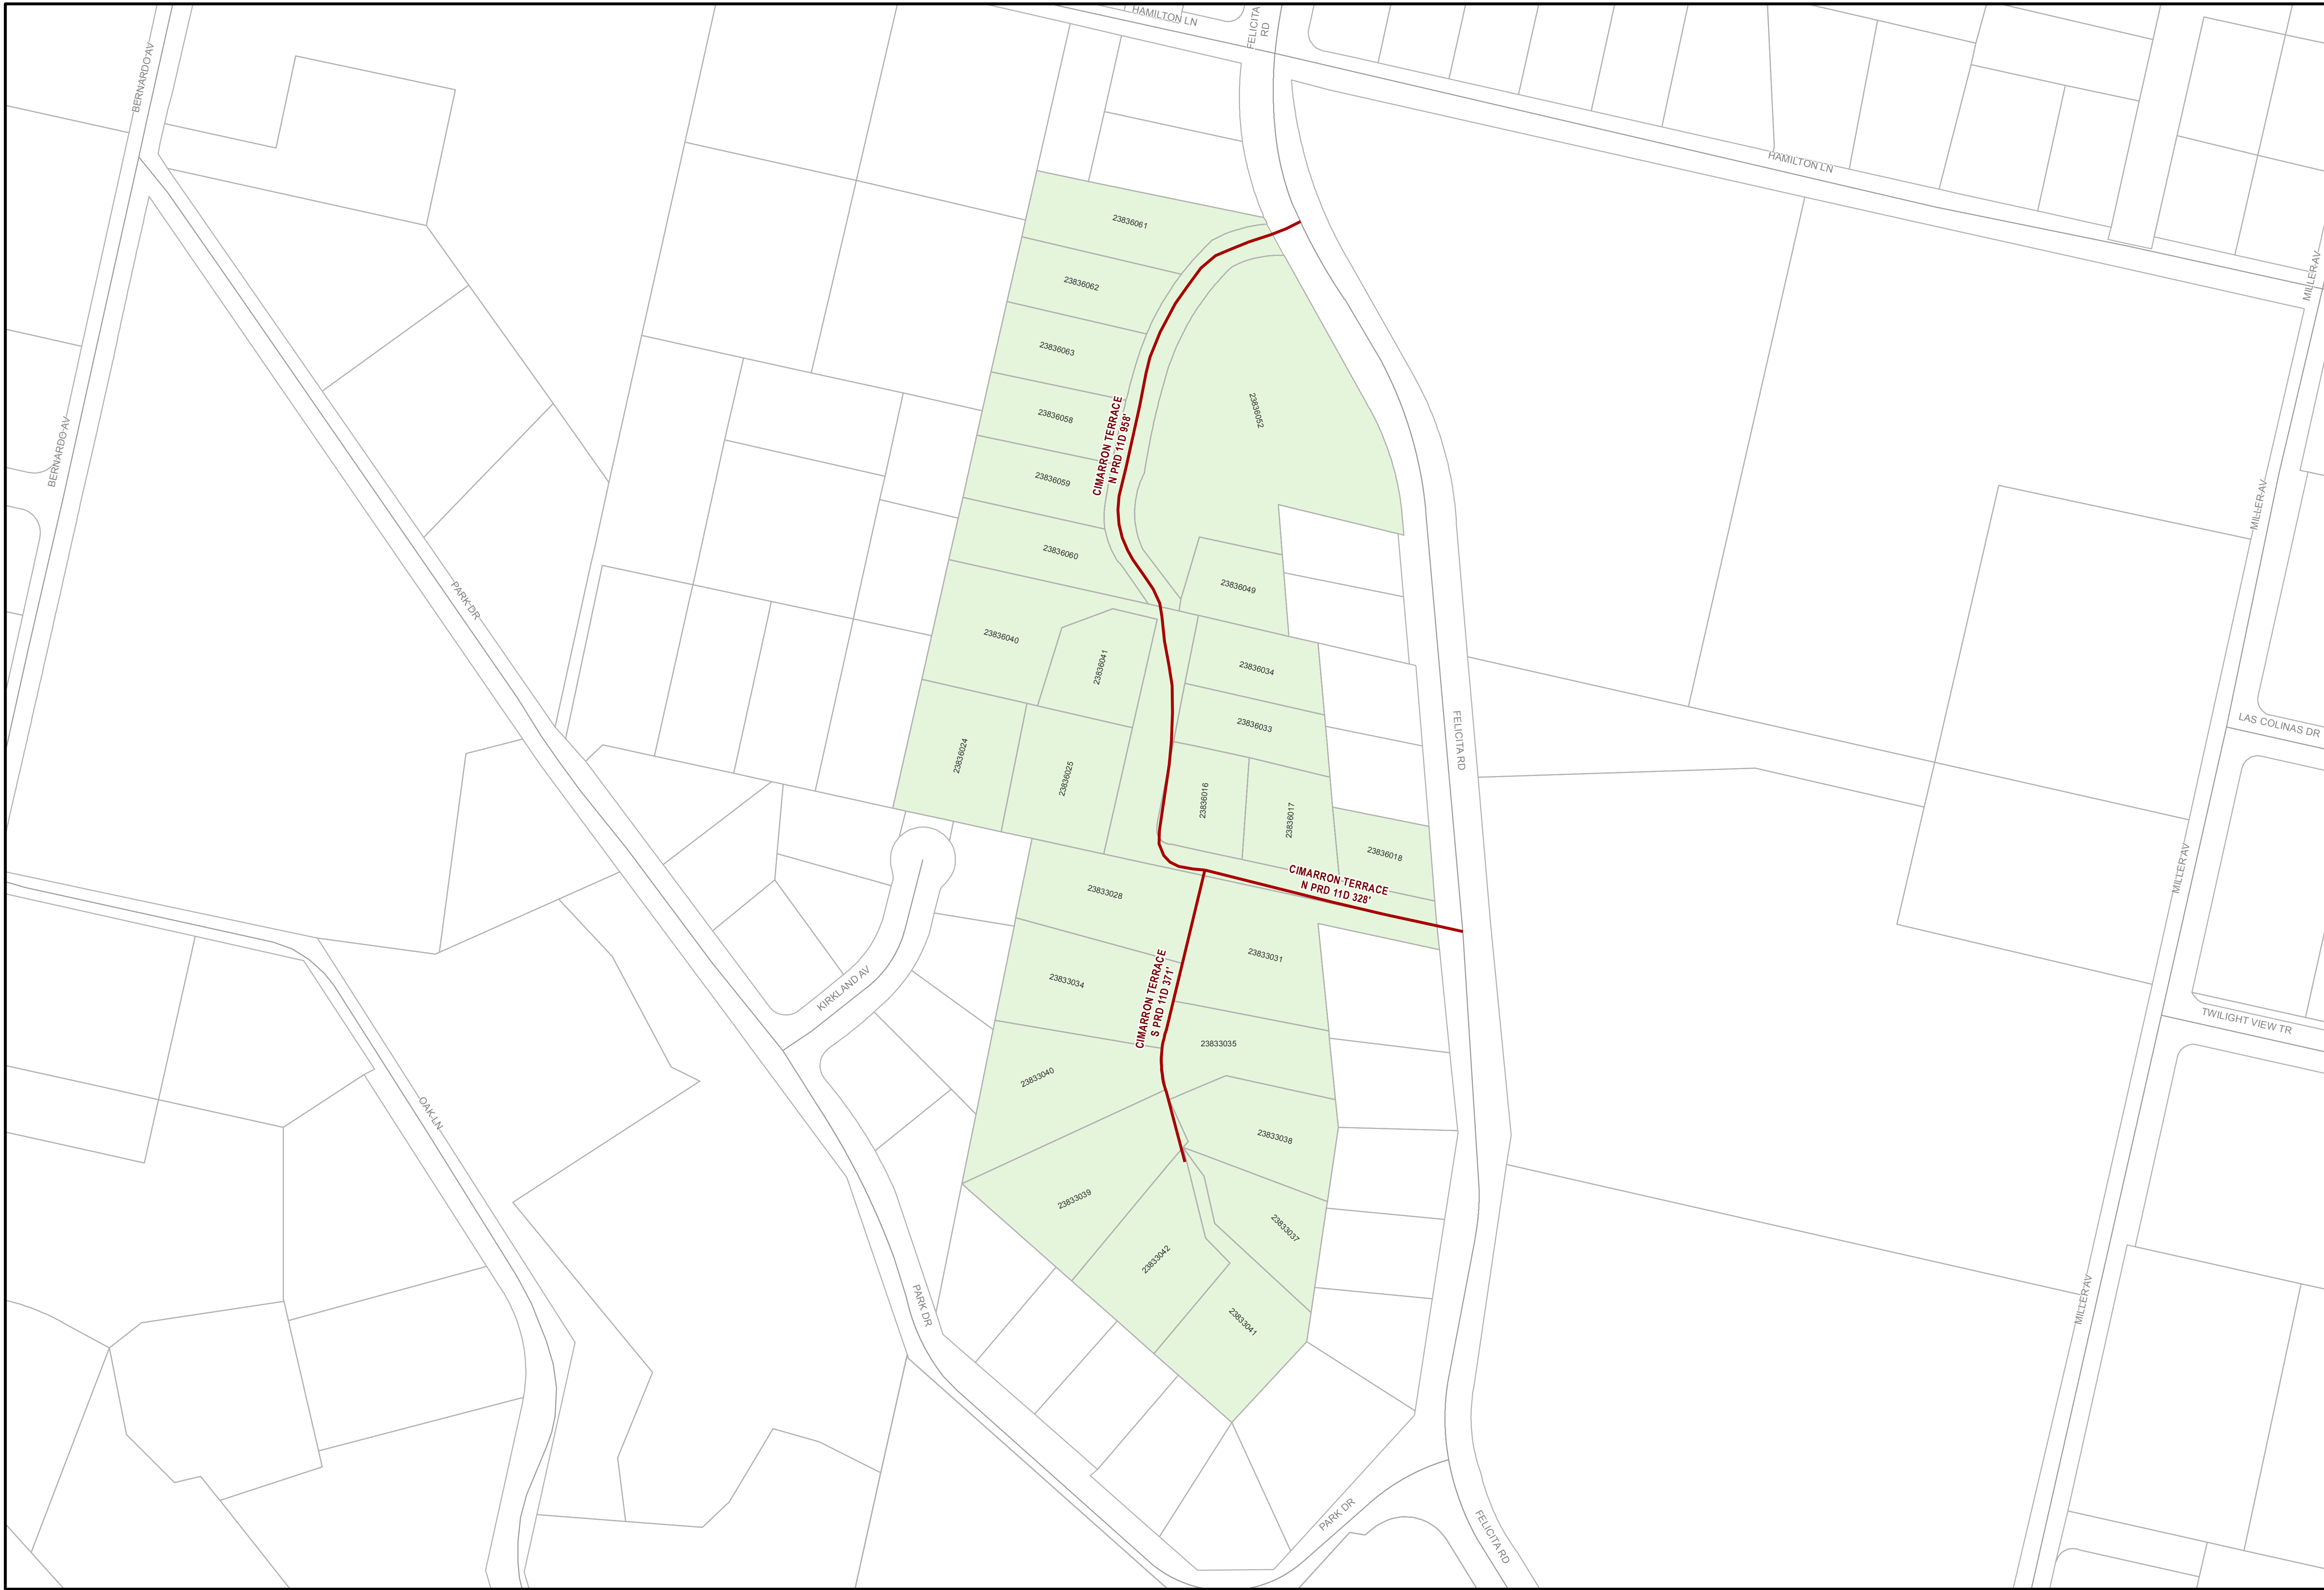 HAMILTON LN
FELICITA
RD
BERNARDO AV
HAMILTON LN
23836061
MILLER AV
23836062
23836063
23836052
23836058
CIMARRON TERRACE
N PRD 11D 958'
BERNARDO AV
23836059
MILLER AV
23836060
23836049
PARK DR
23836040
23836041
23836034
23836033
FELICITA RD
LAS COLINAS DR
23836024
23836025
23836016
23836017
23836018
MILLER AV
CIMARRON TERRACE
N PRD 11D 328'
23833028
23833031
23833034
CIMARRON TERRACE
S PRD 11D 371'
KIRKLAND AV
TWILIGHT VIEW TR
23833035
23833040
OAK LN
23833038
23833039
23833037
23833042
MILLER AV
PARK DR
23833041
PARK DR
FELICITA RD